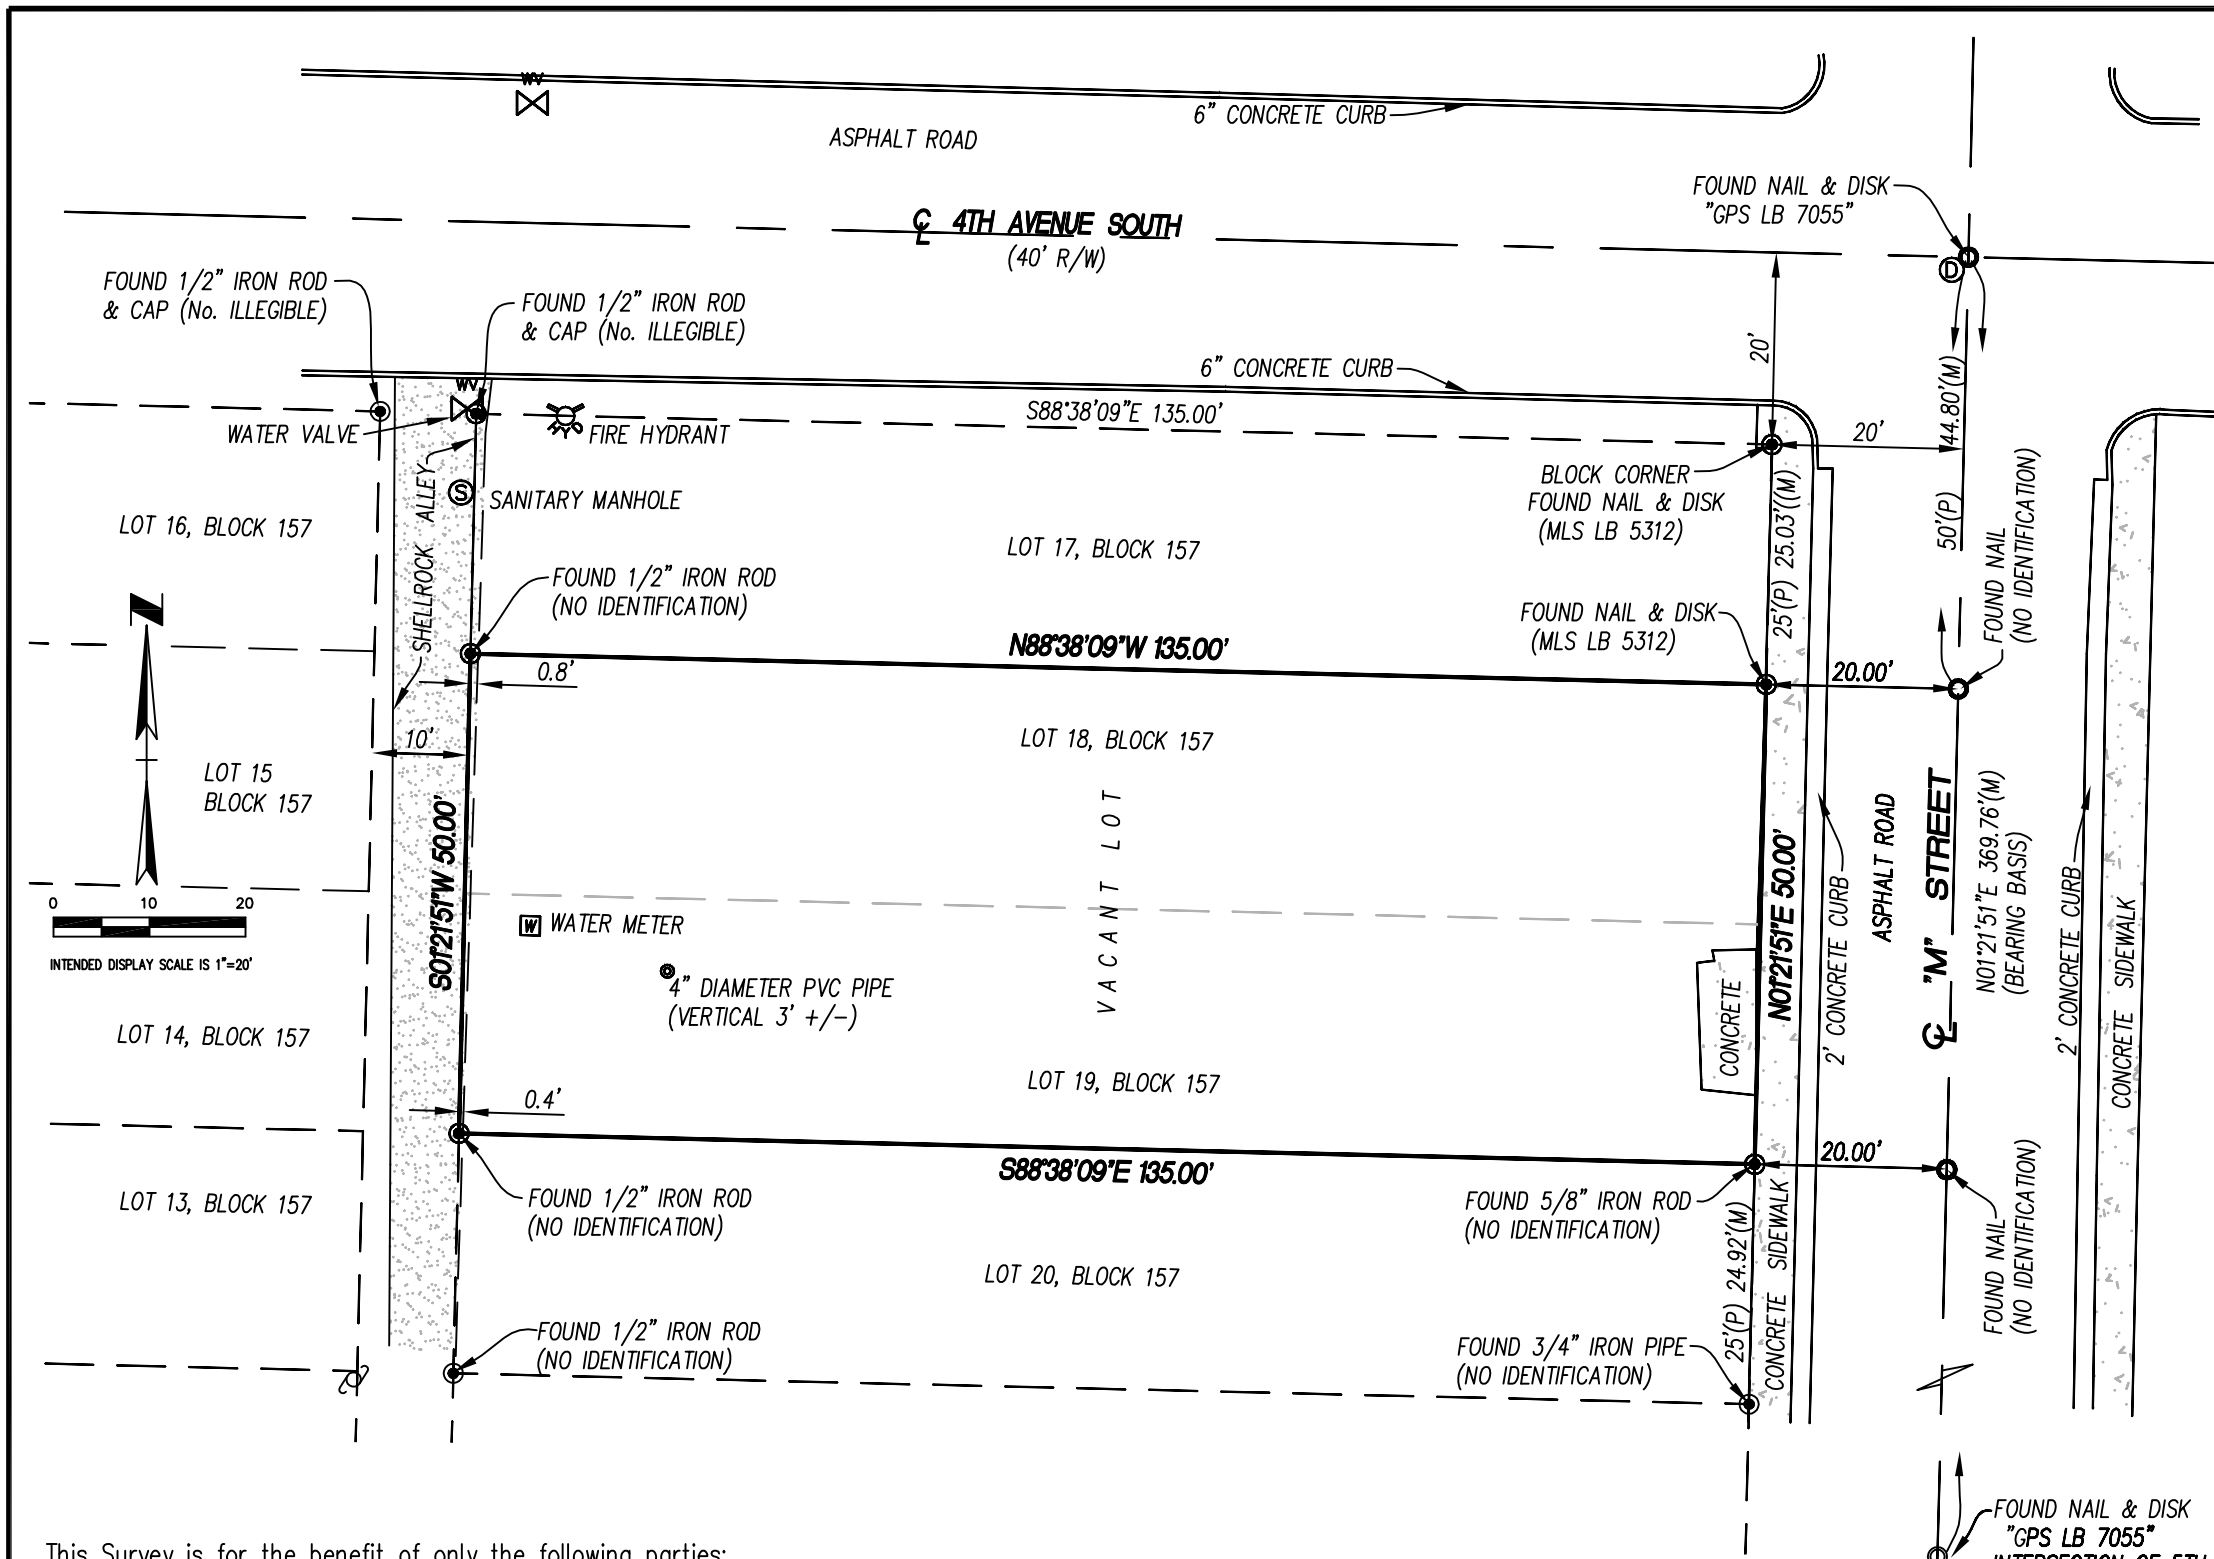 WV
6" CONCRETE CURB
ASPHALT ROAD
FOUND NAIL & DISK
"GPS LB 7055"
℄ 4TH AVENUE SOUTH
(40' R/W)
D
FOUND 1/2" IRON ROD
& CAP (No. ILLEGIBLE)
FOUND 1/2" IRON ROD
& CAP (No. ILLEGIBLE)
20'
44.80'(M)
50'(P)
6" CONCRETE CURB
WV
S88°38'09"E 135.00'
20'
WATER VALVE
HYD
FIRE HYDRANT
BLOCK CORNER
FOUND NAIL & DISK
(MLS LB 5312)
25'(P) 25.03'((M)
FOUND NAIL
(NO IDENTIFICATION)
SHELLROCK ALLEY
S
SANITARY MANHOLE
LOT 16, BLOCK 157
LOT 17, BLOCK 157
FOUND 1/2" IRON ROD
(NO IDENTIFICATION)
FOUND NAIL & DISK
(MLS LB 5312)
N
N88°38'09"W 135.00'
0.8'
20.00'
10'
LOT 18, BLOCK 157
LOT 15
BLOCK 157
S01°21'51"W 50.00'
VACANT LOT
N01°21'51"E 50.00'
2' CONCRETE CURB
ASPHALT ROAD
℄ "M" STREET
N01°21'51"E 369.76'(M)
(BEARING BASIS)
2' CONCRETE CURB
CONCRETE SIDEWALK
0 10 20
INTENDED DISPLAY SCALE IS 1"=20'
W
WATER METER
4" DIAMETER PVC PIPE
(VERTICAL 3' +/-)
CONCRETE
LOT 14, BLOCK 157
LOT 19, BLOCK 157
0.4'
20.00'
S88°38'09"E 135.00'
LOT 13, BLOCK 157
FOUND 1/2" IRON ROD
(NO IDENTIFICATION)
FOUND 5/8" IRON ROD
(NO IDENTIFICATION)
25'(P) 24.92'(M)
CONCRETE SIDEWALK
FOUND NAIL
(NO IDENTIFICATION)
LOT 20, BLOCK 157
FOUND 1/2" IRON ROD
(NO IDENTIFICATION)
FOUND 3/4" IRON PIPE
(NO IDENTIFICATION)
FOUND NAIL & DISK
"GPS LB 7055"
INTERSECTION OF 5TH
This Survey is for the benefit of only the following parties: